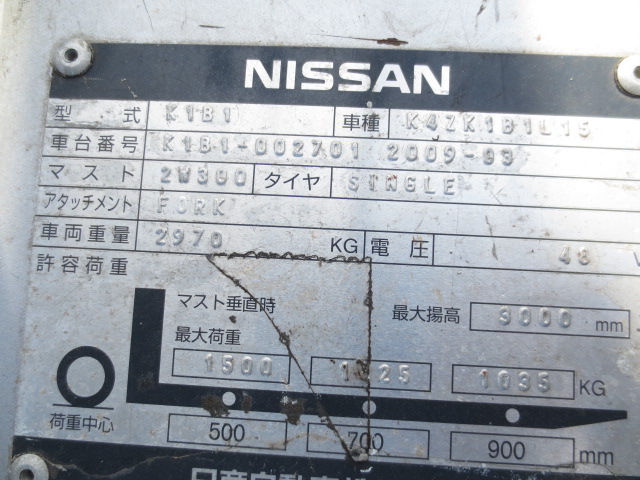 NISSAN
型式 K1B1 車種 K4ZK1B1L15
車台番号 K1B1-002701 2009-03
マスト 2W300 タイヤ SINGLE
アタッチメント FORK
車両重量 2970 KG 電圧 48 V
許容荷重
マスト垂直時 最大揚高 3000 mm
最大荷重
1500 1225 1035 KG
荷重中心 500 700 900 mm